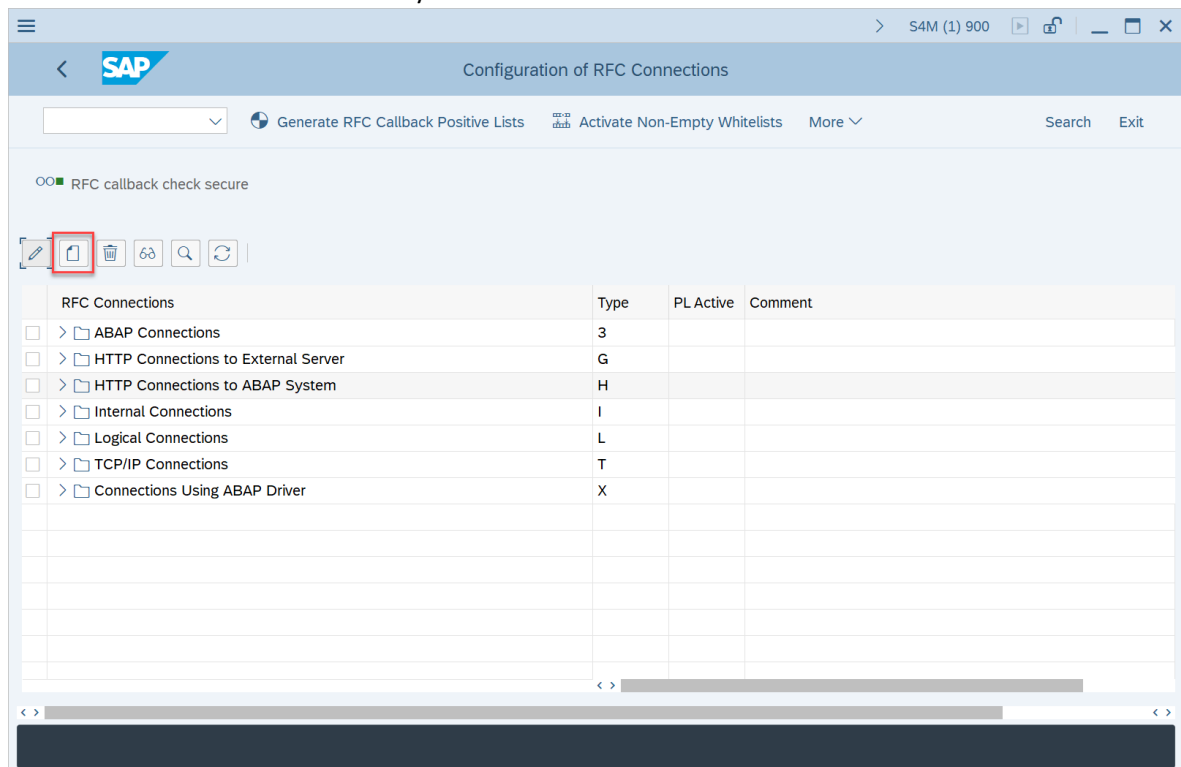 S4M (1) 900
SAP Configuration of RFC Connections
Generate RFC Callback Positive Lists Activate Non-Empty Whitelists More Search Exit
RFC callback check secure
RFC Connections Type PL Active Comment
ABAP Connections 3
HTTP Connections to External Server G
HTTP Connections to ABAP System H
Internal Connections I
Logical Connections L
TCP/IP Connections T
Connections Using ABAP Driver X